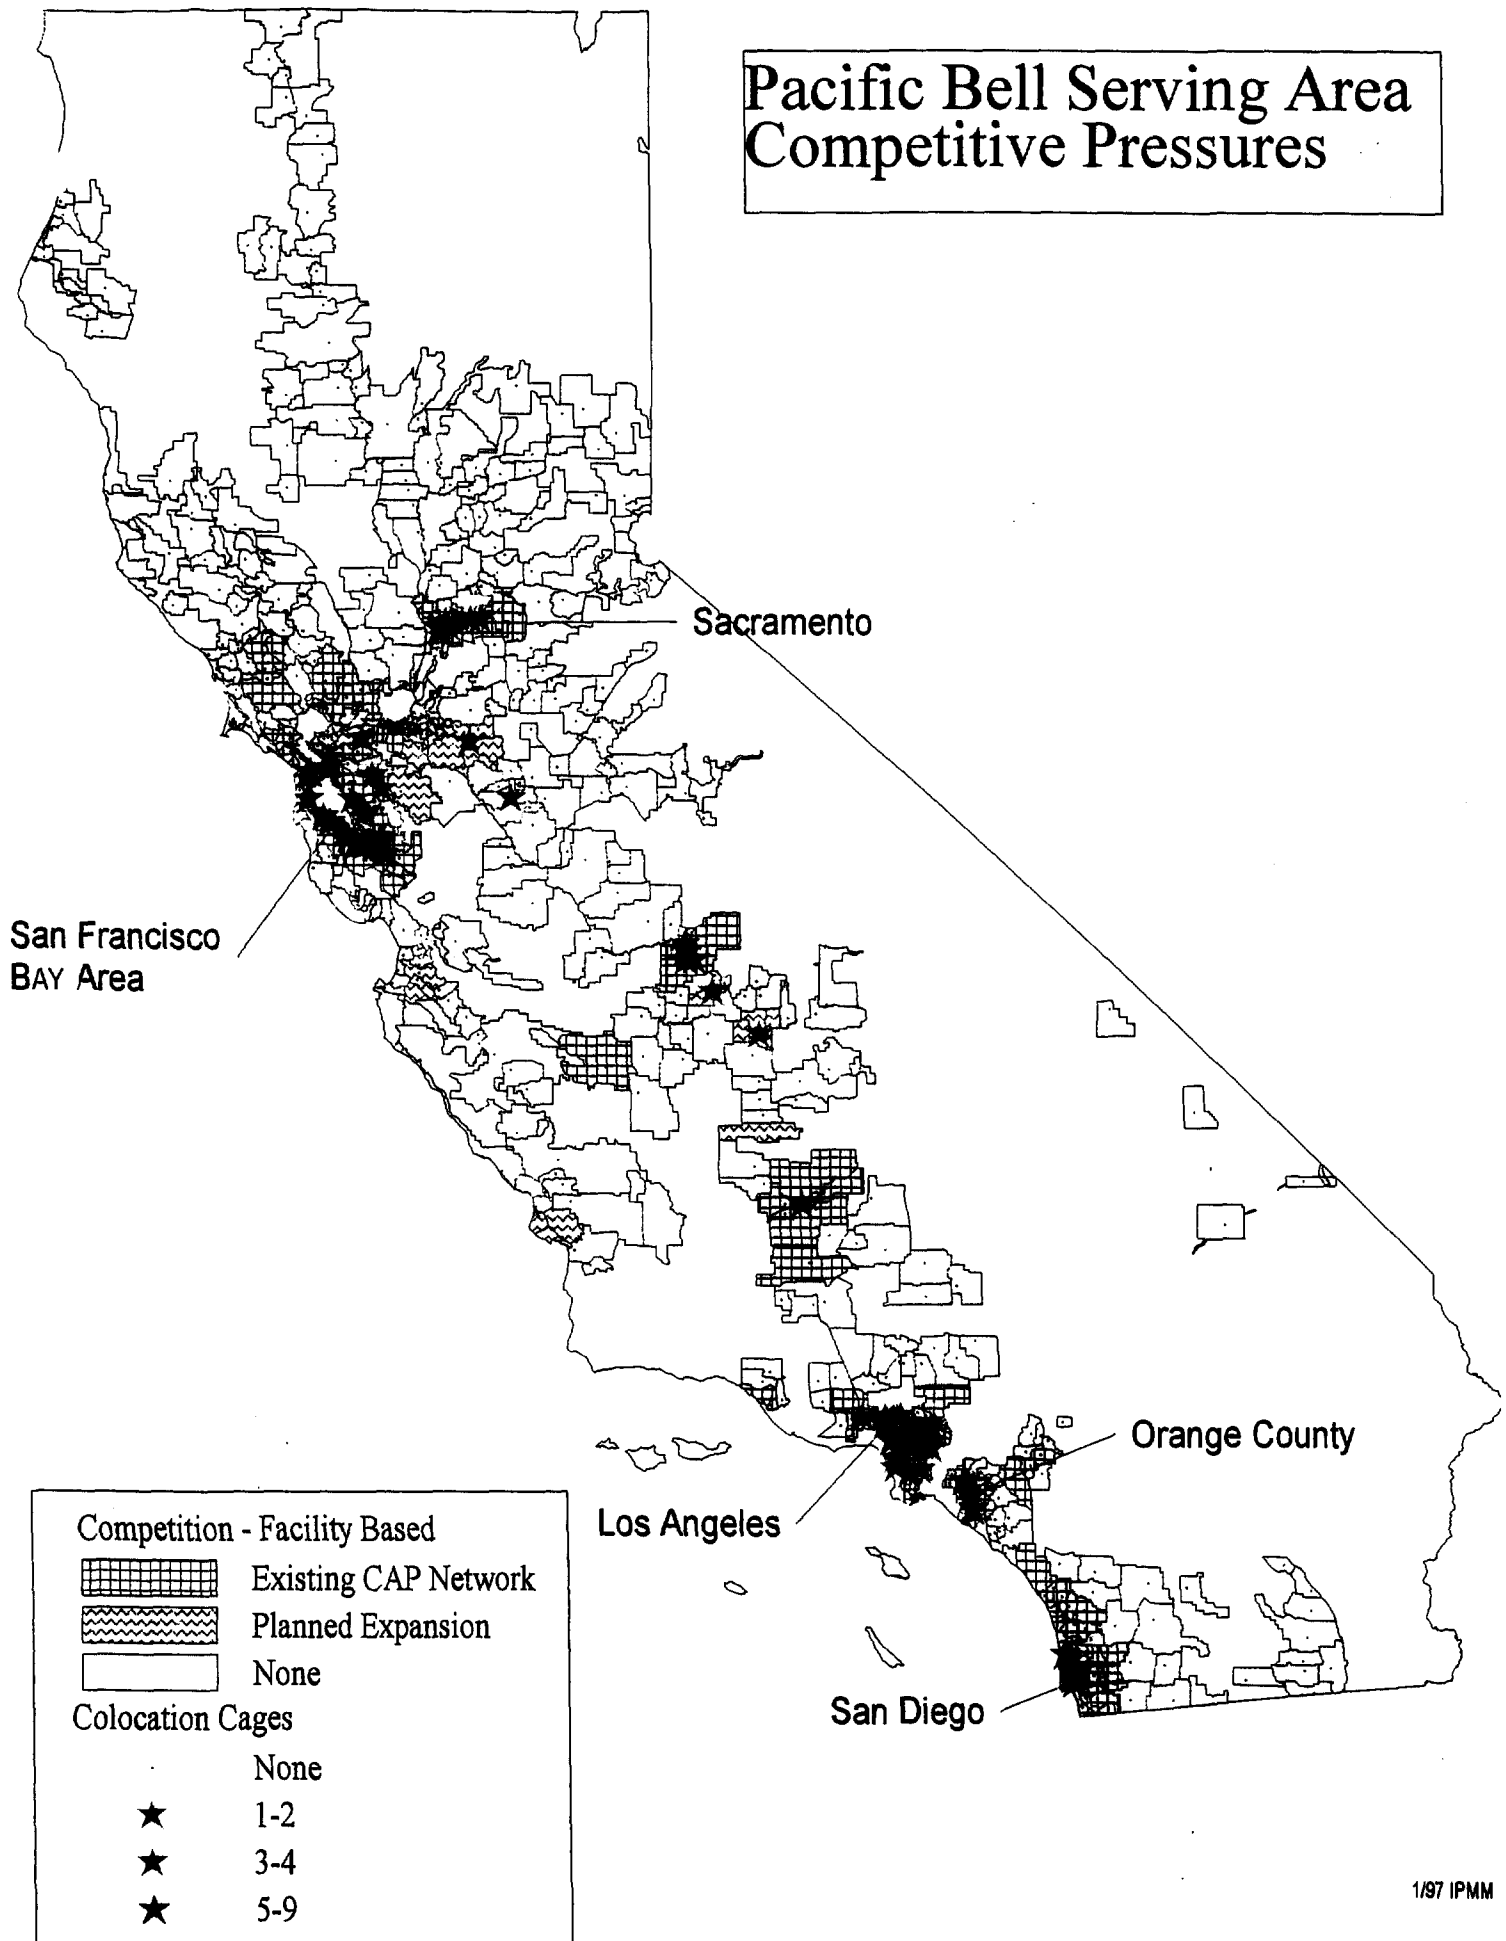 Pacific Bell Serving Area
Competitive Pressures
Sacramento
San Francisco
BAY Area
Orange County
Los Angeles
San Diego
Competition - Facility Based
Existing CAP Network
Planned Expansion
None
Colocation Cages
None
1-2
3-4
5-9
1/97 IPMM